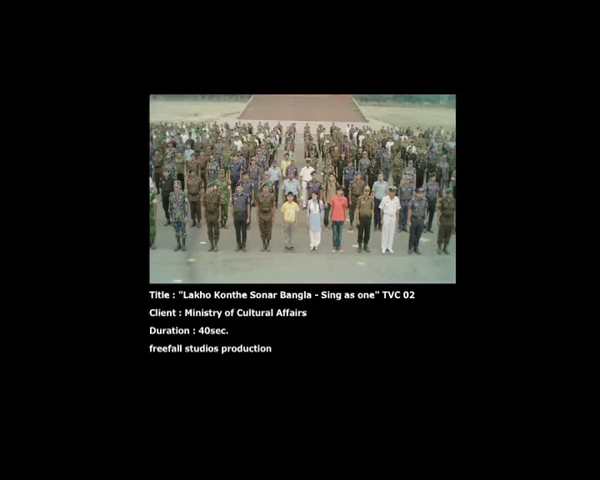 Title : "Lakho Konthe Sonar Bangla - Sing as one" TVC 02
Client : Ministry of Cultural Affairs
Duration : 40sec.
freefall studios production